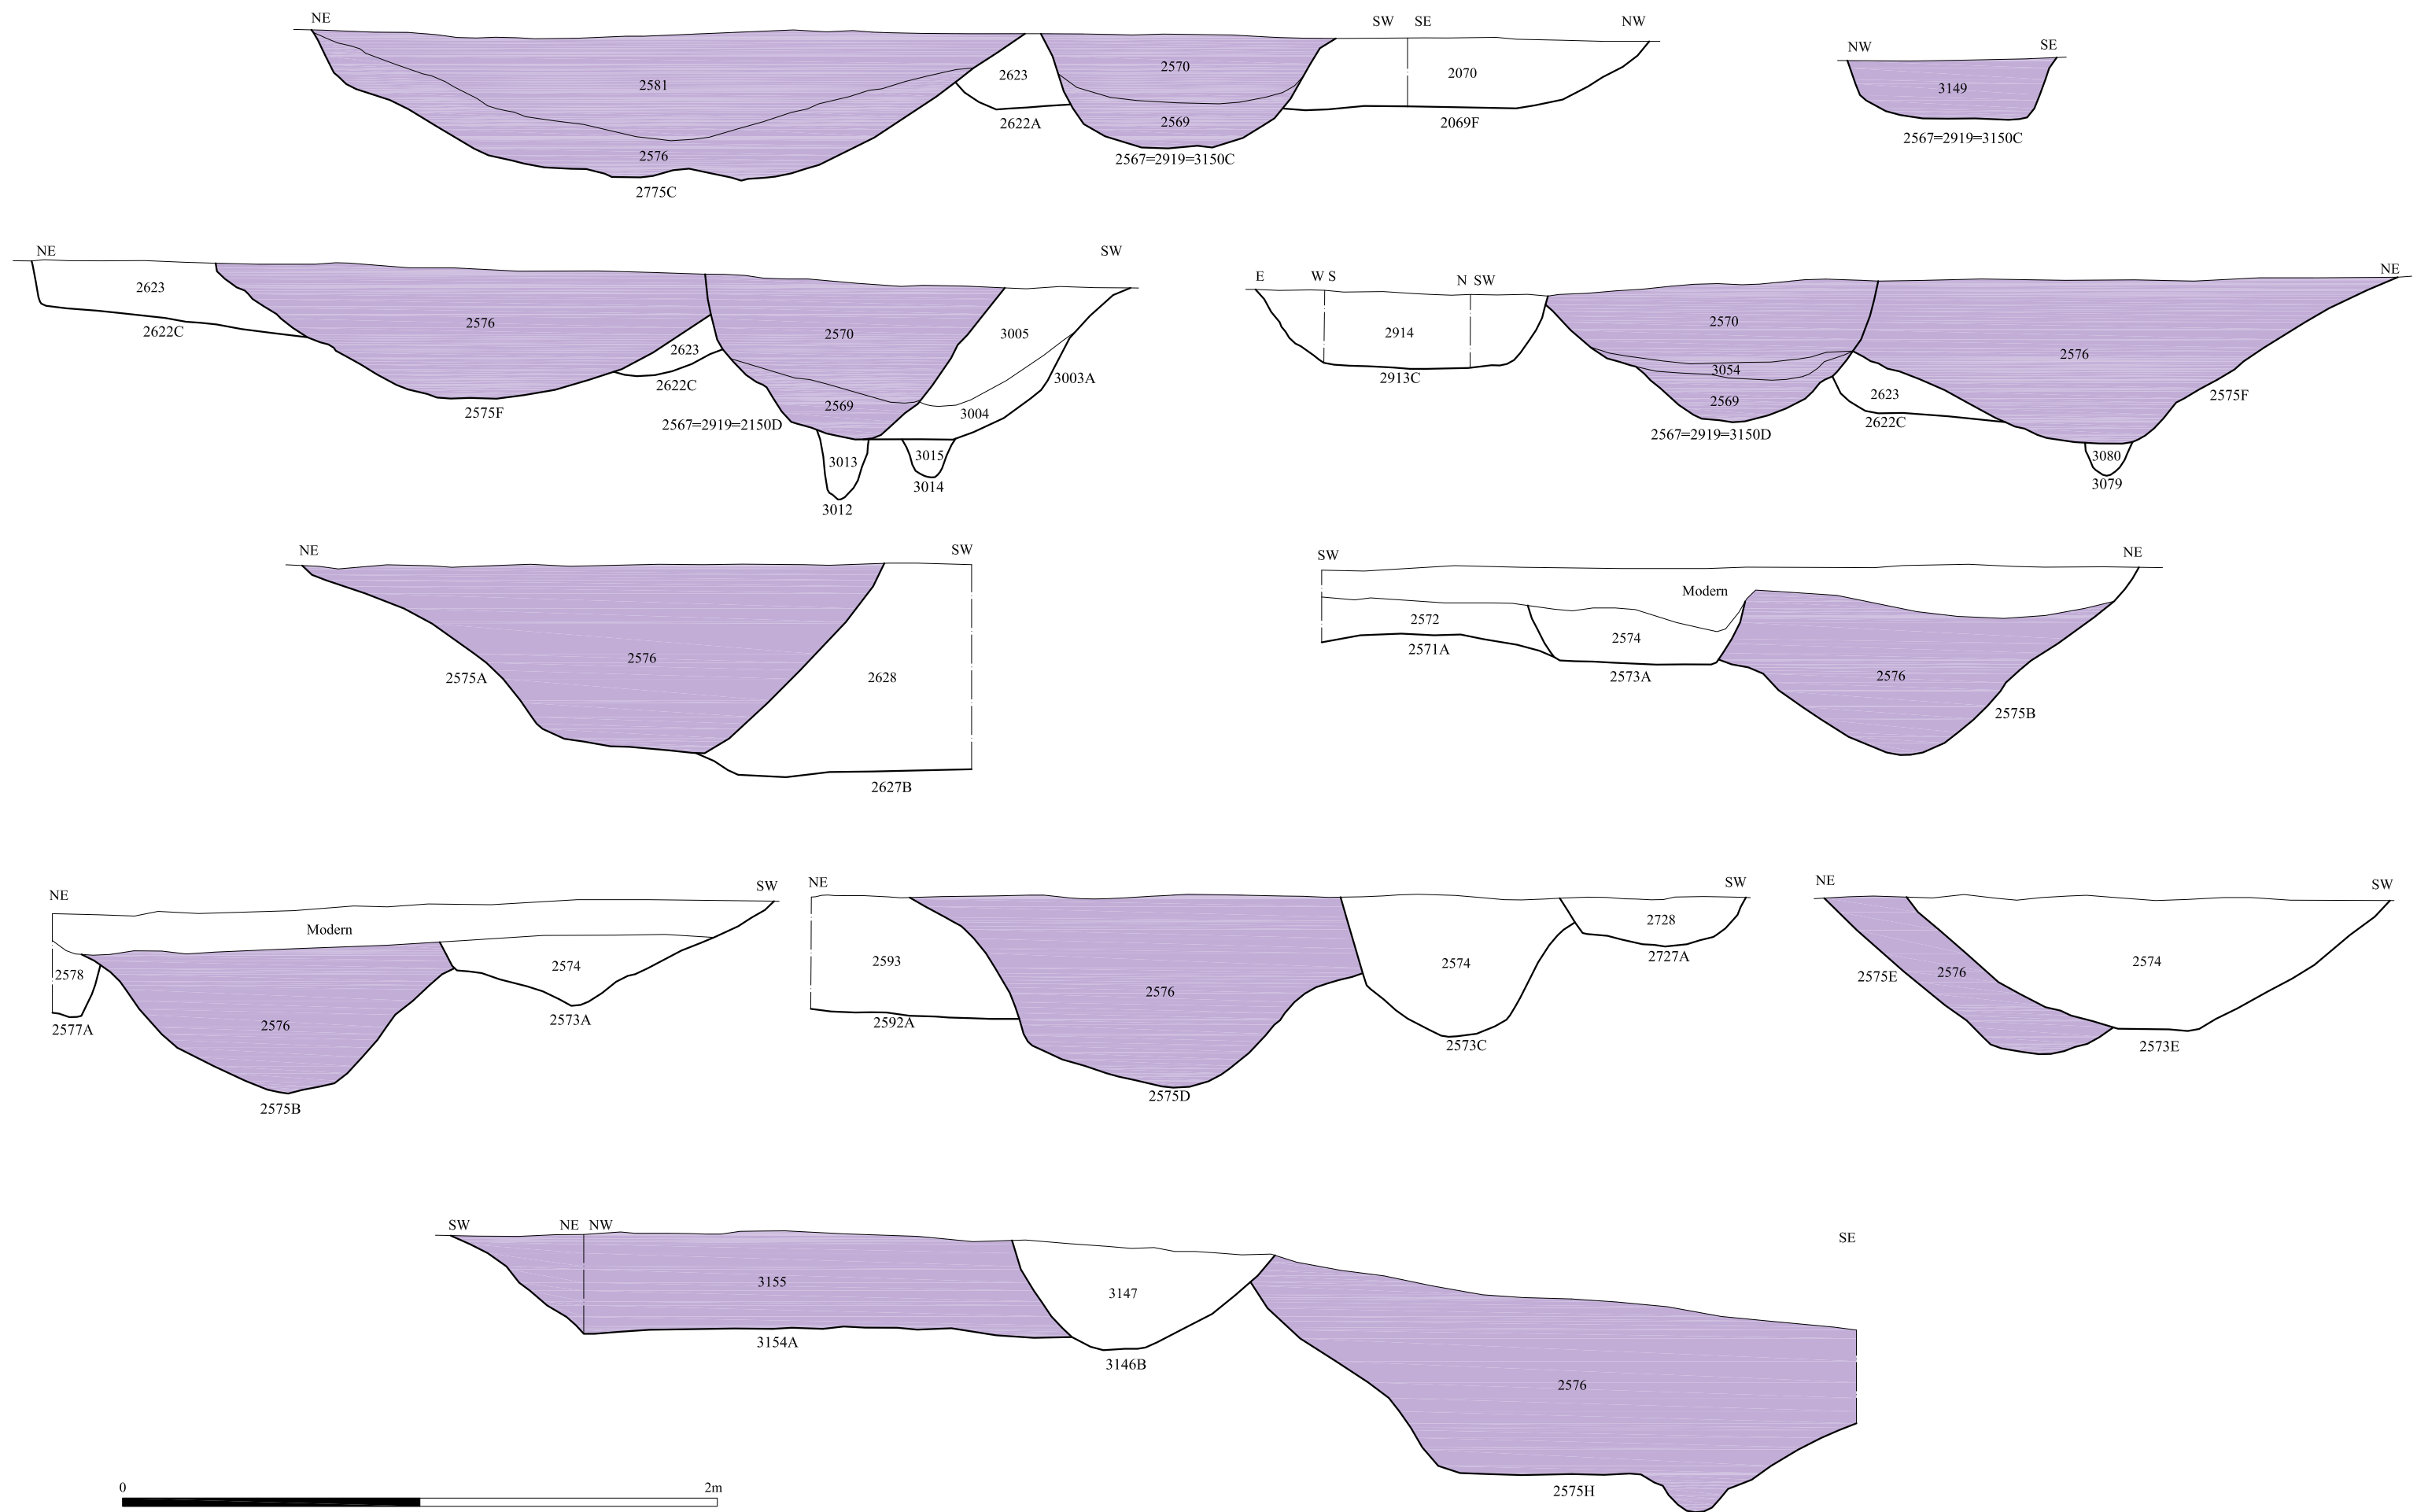 NE SW SE NW
2581 2623 2570 2070
2576 2569
2775C 2622A 2567=2919=3150C 2069F
NW SE
3149
2567=2919=3150C
NE SW
2623 2576 2623 2570 3005
2569 3004
2622C 2575F 2622C 2567=2919=2150D 3003A
3013 3015
3012 3014
E W S N SW NE
2914 2570 2576
3054
2569 2623
2913C 2567=2919=3150D 2622C 2575F
3080
3079
NE SW
2576 2628
2575A 2627B
SW NE
Modern
2572 2574 2576
2571A 2573A 2575B
NE SW
Modern
2578 2576 2574
2577A 2575B 2573A
NE SW
2593 2576 2574 2728
2592A 2575D 2573C 2727A
NE SW
2576 2574
2575E 2573E
SW NE NW SE
3155 3147 2576
3154A 3146B 2575H
0 2m